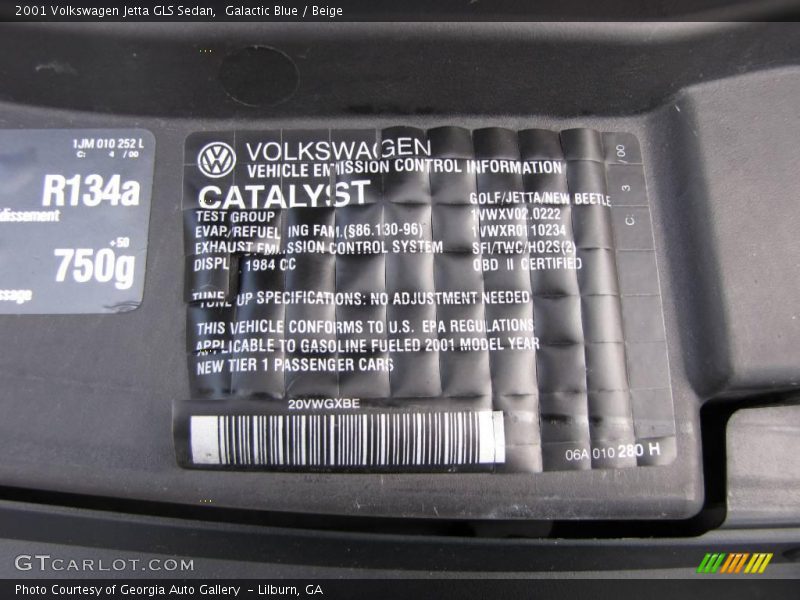 2001 Volkswagen Jetta GLS Sedan, Galactic Blue / Beige
1JM 010 252 L
C: 4 /00
R134a
dissement
+50
750g
ssage
VOLKSWAGEN
VEHICLE EMISSION CONTROL INFORMATION
CATALYST
GOLF/JETTA/NEW BEETLE
TEST GROUP 1VWXV02.0222
EVAP./REFUEL ING FAM.($86.130-96) 1VWXR0110234
EXHAUST EMISSION CONTROL SYSTEM SFI/TWC/HO2S(2)
DISPL 1984 CC OBD II CERTIFIED
TUNE UP SPECIFICATIONS: NO ADJUSTMENT NEEDED
THIS VEHICLE CONFORMS TO U.S. EPA REGULATIONS
APPLICABLE TO GASOLINE FUELED 2001 MODEL YEAR
NEW TIER 1 PASSENGER CARS
20VWGXBE
C: 3 /00
06A 010 280 H
GTCARLOT.COM
Photo Courtesy of Georgia Auto Gallery - Lilburn, GA